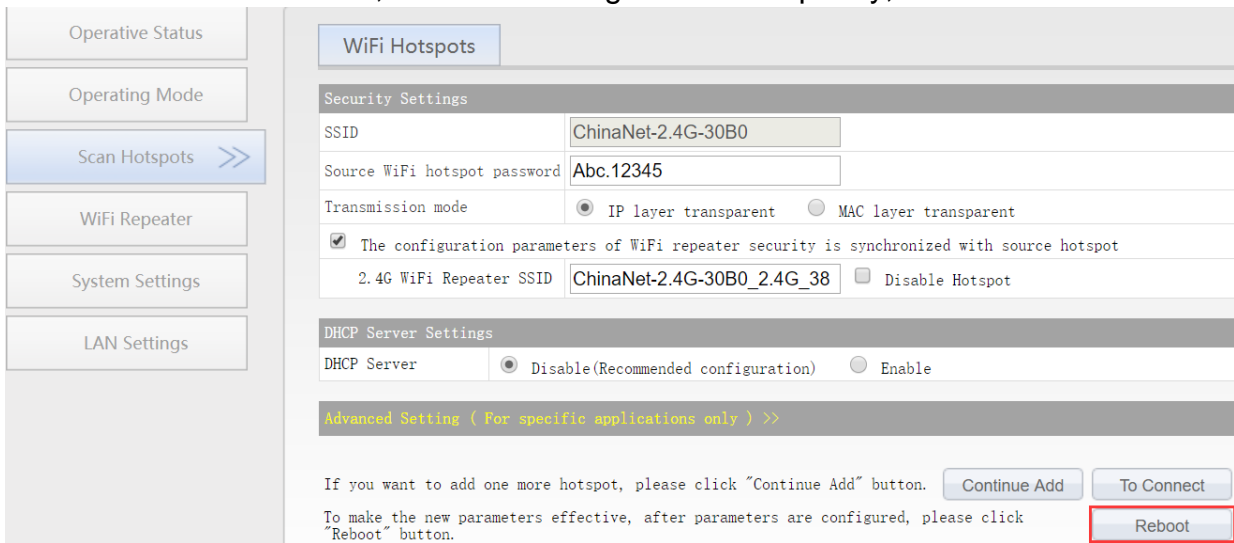 Operative Status
WiFi Hotspots
Operating Mode
Security Settings
SSID ChinaNet-2.4G-30B0
Scan Hotspots >>
Source WiFi hotspot password Abc.12345
Transmission mode IP layer transparent MAC layer transparent
WiFi Repeater
The configuration parameters of WiFi repeater security is synchronized with source hotspot
System Settings
2.4G WiFi Repeater SSID ChinaNet-2.4G-30B0_2.4G_38 Disable Hotspot
LAN Settings
DHCP Server Settings
DHCP Server Disable(Recommended configuration) Enable
Advanced Setting ( For specific applications only ) >>
If you want to add one more hotspot, please click "Continue Add" button. Continue Add To Connect
To make the new parameters effective, after parameters are configured, please click
"Reboot" button. Reboot